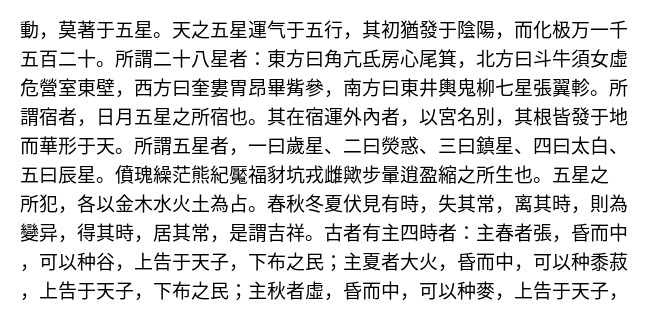 動，莫著于五星。天之五星運气于五行，其初猶發于陰陽，而化极万一千
五百二十。所謂二十八星者：東方曰角亢氐房心尾箕，北方曰斗牛須女虛
危營室東壁，西方曰奎婁胃昂畢觜參，南方曰東井輿鬼柳七星張翼軫。所
謂宿者，日月五星之所宿也。其在宿運外內者，以宮名別，其根皆發于地
而華形于天。所謂五星者，一曰歲星、二曰熒惑、三曰鎮星、四曰太白、
五曰辰星。僨瑰繰茫熊紀魘福豺坑戎雌歟步暈逍盈縮之所生也。五星之
所犯，各以金木水火土為占。春秋冬夏伏見有時，失其常，离其時，則為
變异，得其時，居其常，是謂吉祥。古者有主四時者：主春者張，昏而中
，可以种谷，上告于天子，下布之民；主夏者大火，昏而中，可以种黍菽
，上告于天子，下布之民；主秋者虛，昏而中，可以种麥，上告于天子，